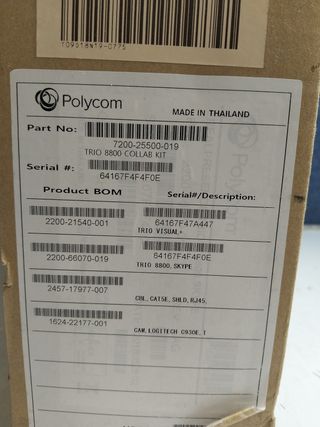 T09018N19-0775
Polycom
MADE IN THAILAND
Part No:
7200-25500-019
TRIO 8800 COLLAB KIT
Serial #:
64167F4F4F0E
Product BOM Serial#/Description:
2200-21540-001 64167F47A447
TRIO VISUAL+
2200-66070-019 64167F4F4F0E
TRIO 8800,SKYPE
2457-17977-007
CBL,CAT5E,SHLD,RJ45,
1624-22177-001
CAM,LOGITECH C930E,T